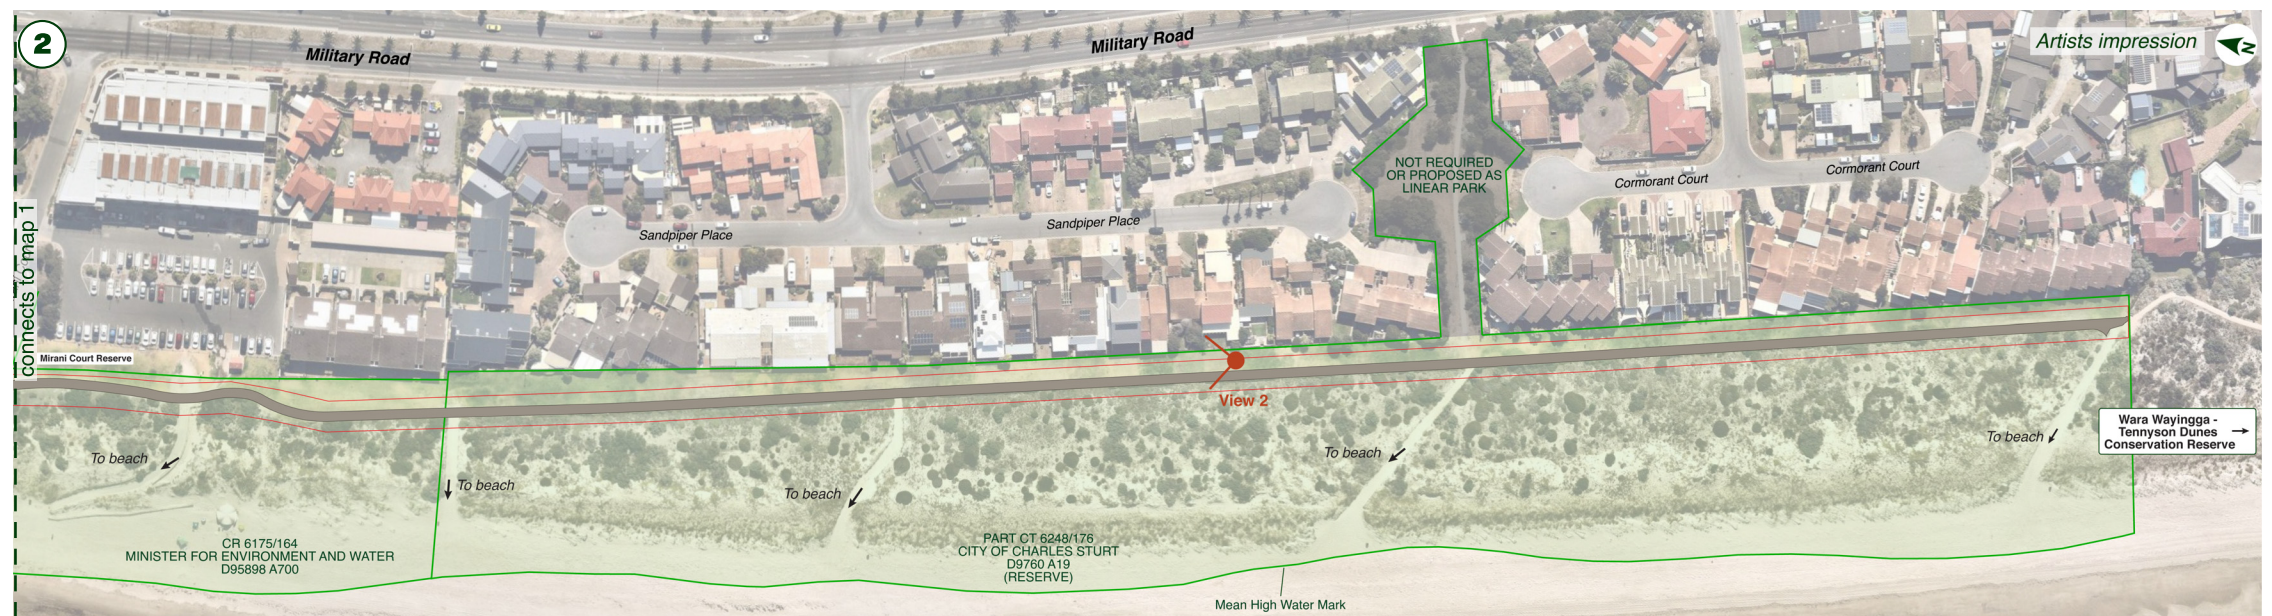 2
Military Road
Military Road
Artists impression
N
connects to map 1
NOT REQUIRED
OR PROPOSED AS
LINEAR PARK
Cormorant Court
Cormorant Court
Sandpiper Place
Sandpiper Place
Mirani Court Reserve
View 2
Wara Wayingga -
Tennyson Dunes
Conservation Reserve
To beach
To beach
To beach
To beach
To beach
CR 6175/164
MINISTER FOR ENVIRONMENT AND WATER
D95898 A700
PART CT 6248/176
CITY OF CHARLES STURT
D9760 A19
(RESERVE)
Mean High Water Mark